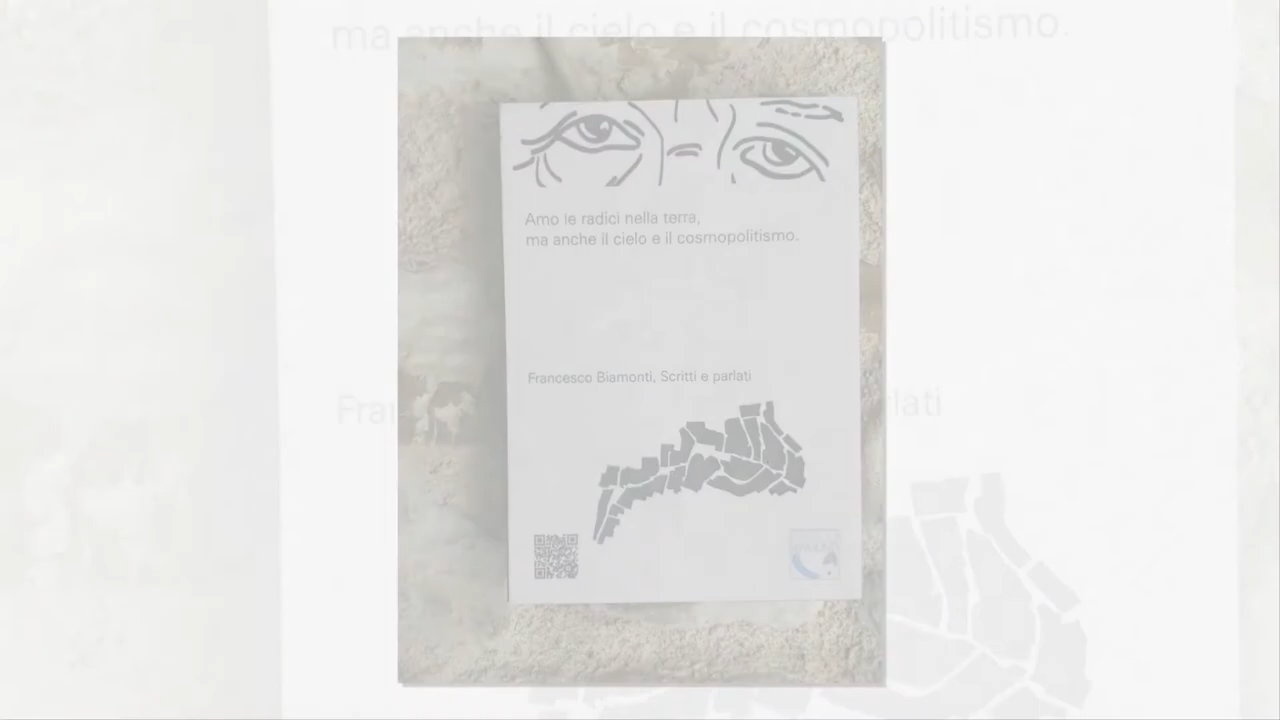 ma anche il cielo e il cosmopolitismo.
Amo le radici nella terra,
ma anche il cielo e il cosmopolitismo.
Francesco Biamonti, Scritti e parlati